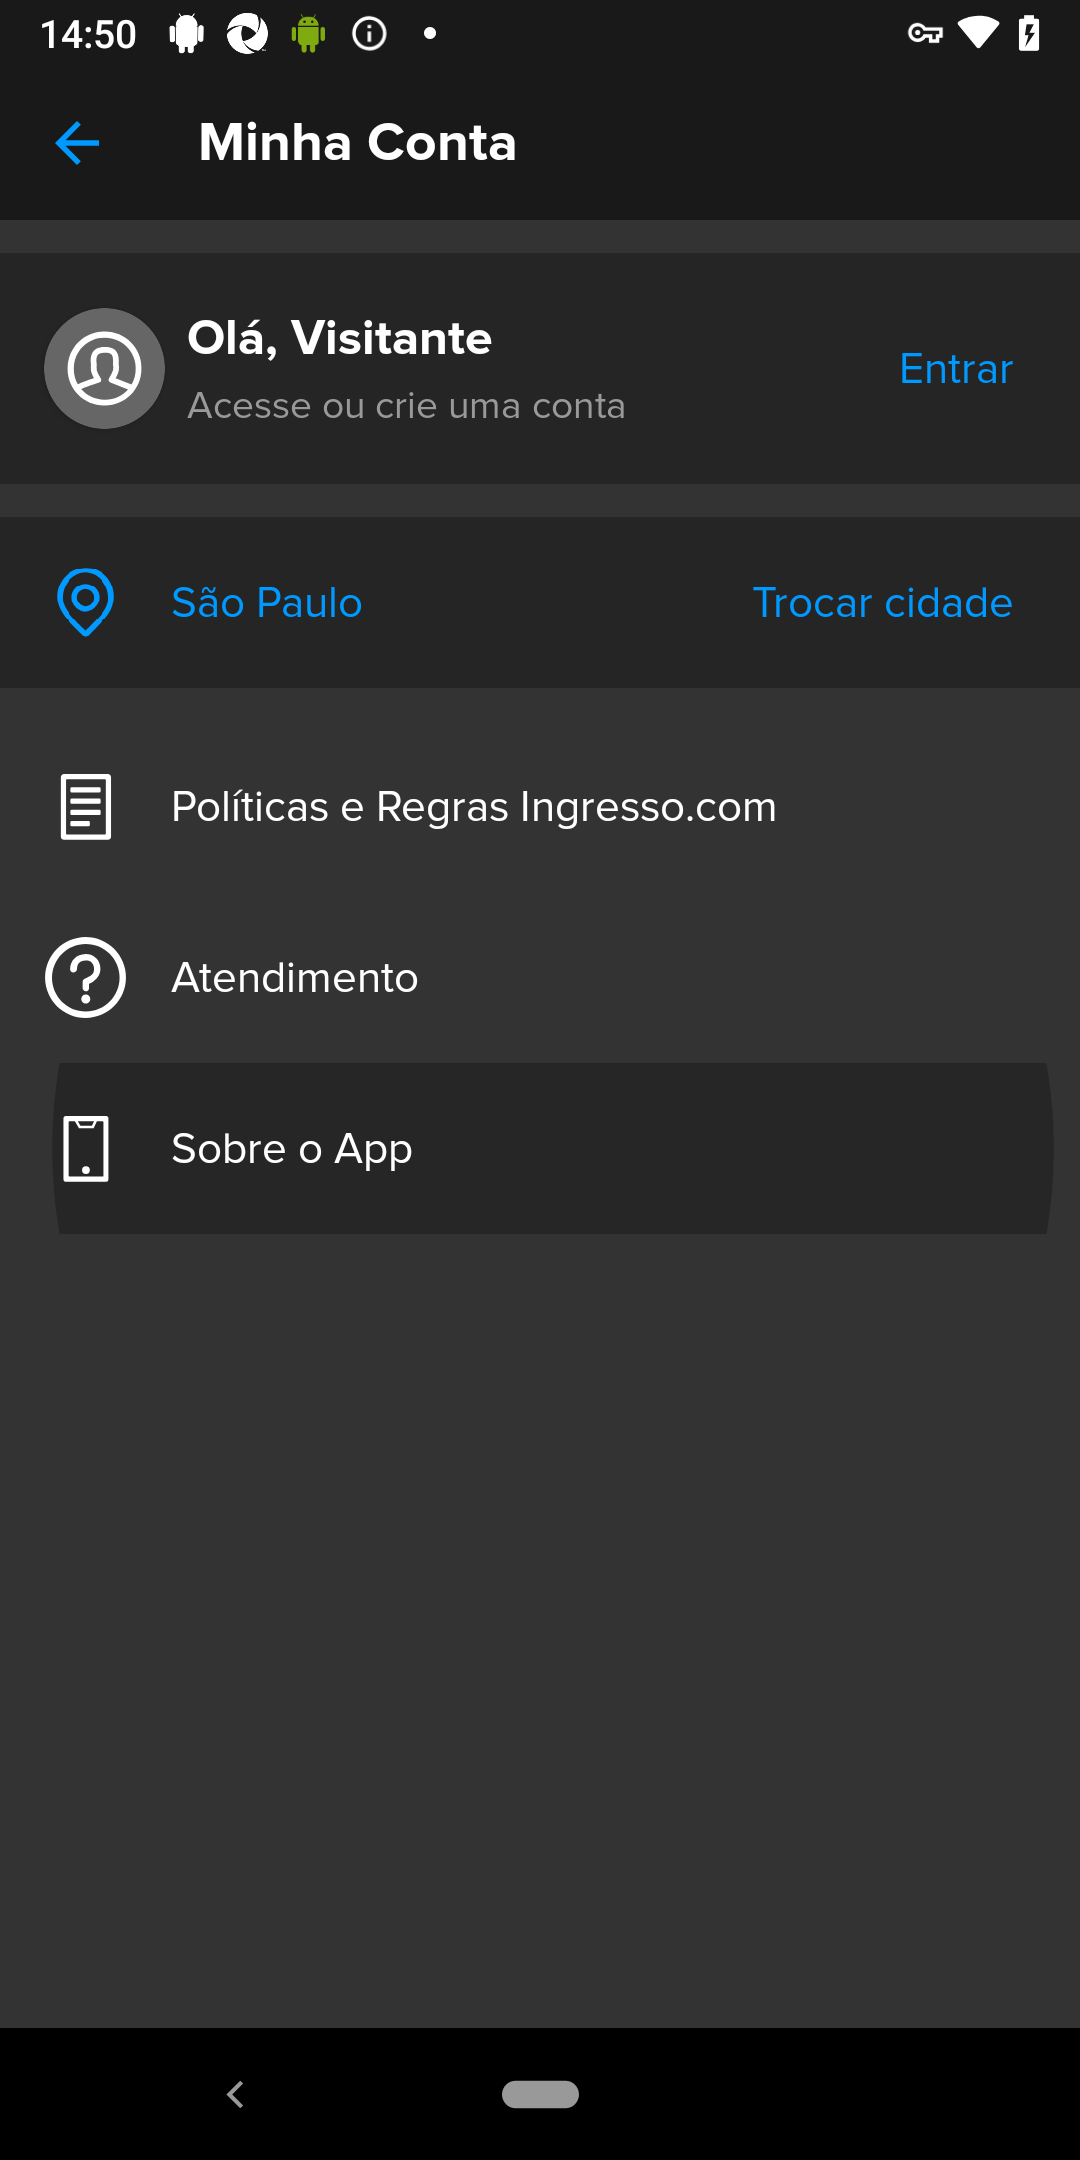 14:50
Minha Conta
Olá, Visitante
Acesse ou crie uma conta
Entrar
São Paulo
Trocar cidade
Políticas e Regras Ingresso.com
Atendimento
Sobre o App